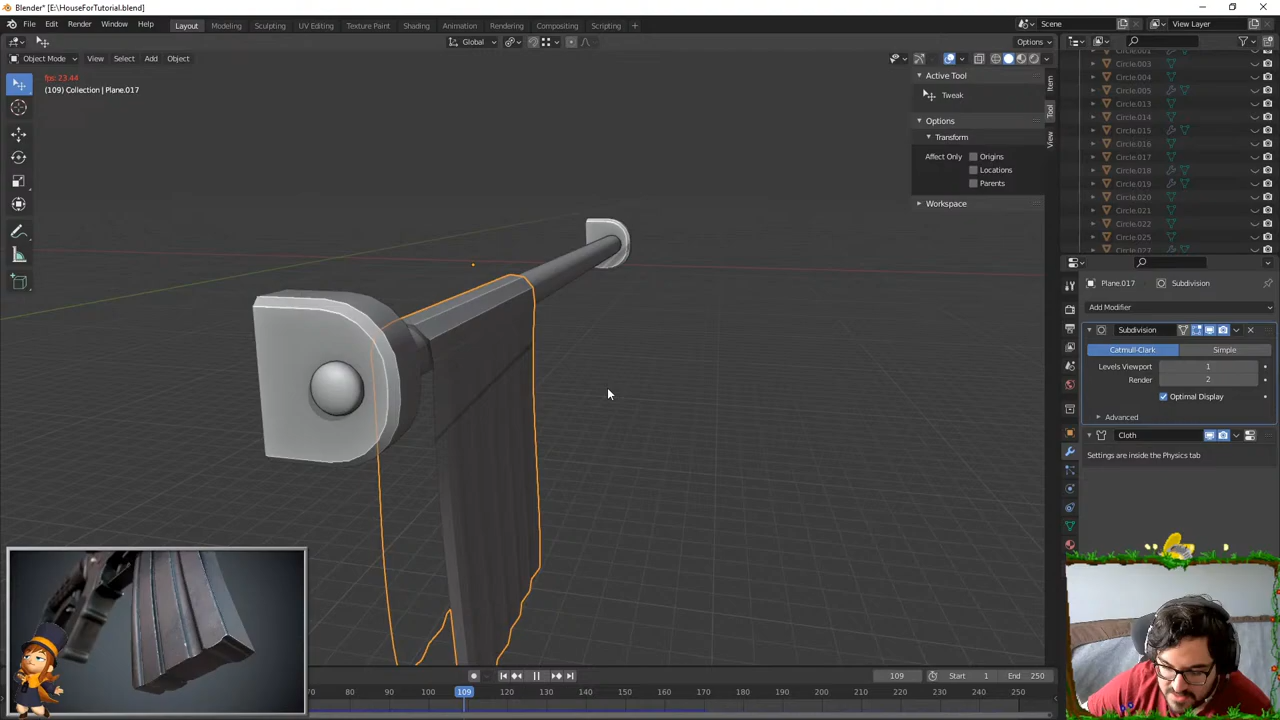 Blender* [E:\HouseForTutorial.blend]
File Edit Render Window Help Layout Modeling Sculpting UV Editing Texture Paint Shading Animation Rendering Compositing Scripting Scene View Layer
Global Options
Object Mode View Select Add Object
fps: 23.44
(109) Collection | Plane.017
Active Tool
Tweak
Options
Transform
Affect Only Origins
Locations
Parents
Workspace
Item
Tool
View
Circle.003
Circle.004
Circle.005
Circle.013
Circle.014
Circle.015
Circle.016
Circle.017
Circle.018
Circle.019
Circle.020
Circle.021
Circle.022
Circle.025
Circle.027
Plane.017 Subdivision
Add Modifier
Subdivision
Catmull-Clark Simple
Levels Viewport 1
Render 2
Optimal Display
Advanced
Cloth
Settings are inside the Physics tab
109 Start 1 End 250
70 80 90 100 109 120 130 140 150 160 170 180 190 200 210 220 230 240 250